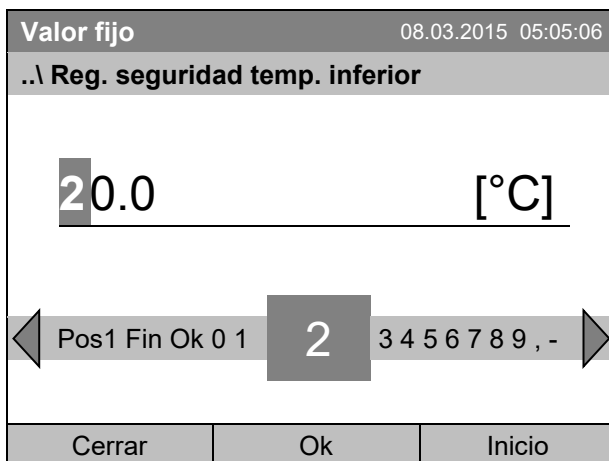 Valor fijo 08.03.2015 05:05:06
..\ Reg. seguridad temp. inferior
20.0 [°C]
Pos1 Fin Ok 0 1 2 3 4 5 6 7 8 9 , -
Cerrar Ok Inicio